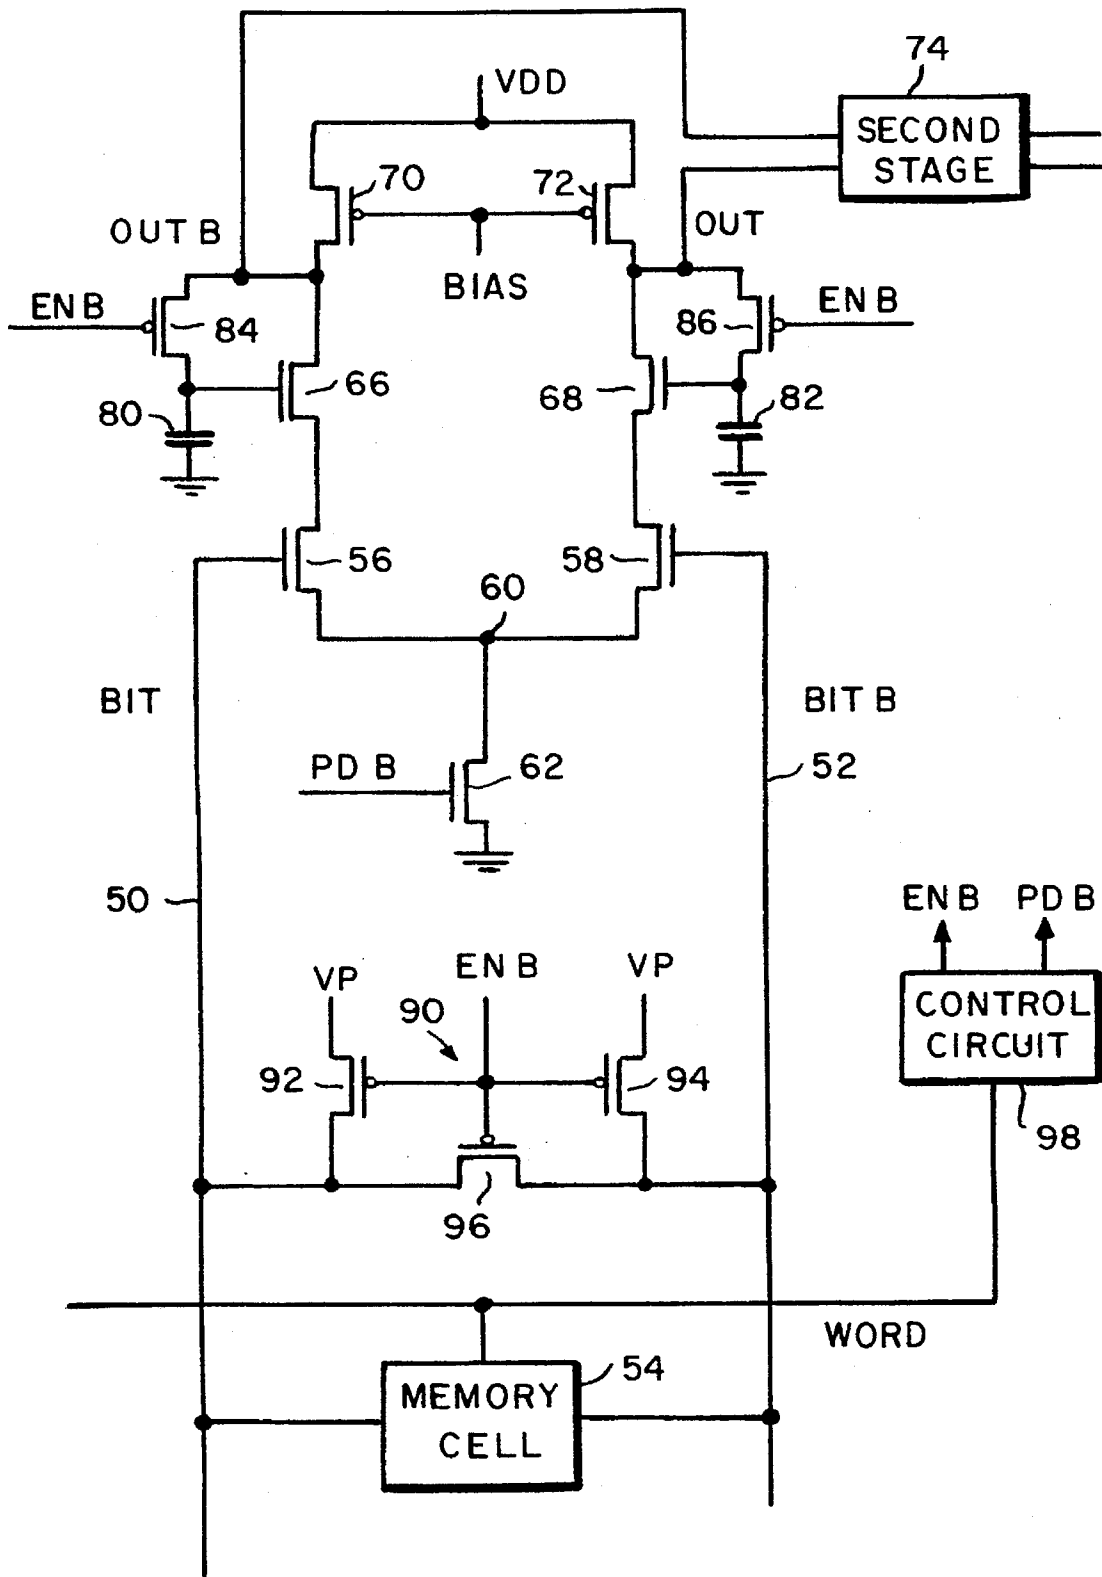 74
VDD
SECOND
STAGE
70
72
OUT B
OUT
BIAS
EN B
84
86
EN B
66
68
80
82
56
58
60
BIT
BIT B
PD B
62
52
50
EN B
PD B
VP
EN B
VP
90
CONTROL
CIRCUIT
92
94
98
96
WORD
54
MEMORY
CELL